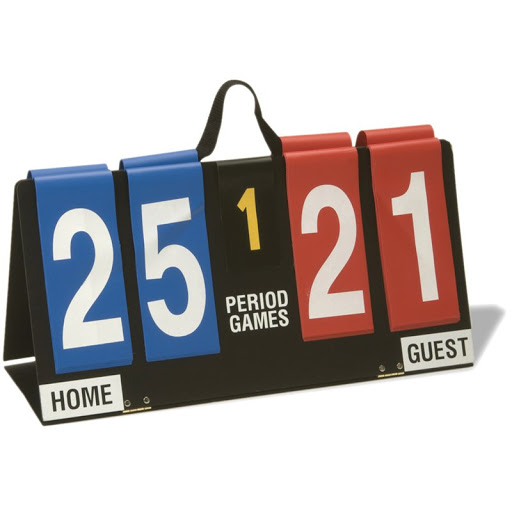 25 1 21
PERIOD
GAMES
HOME
GUEST